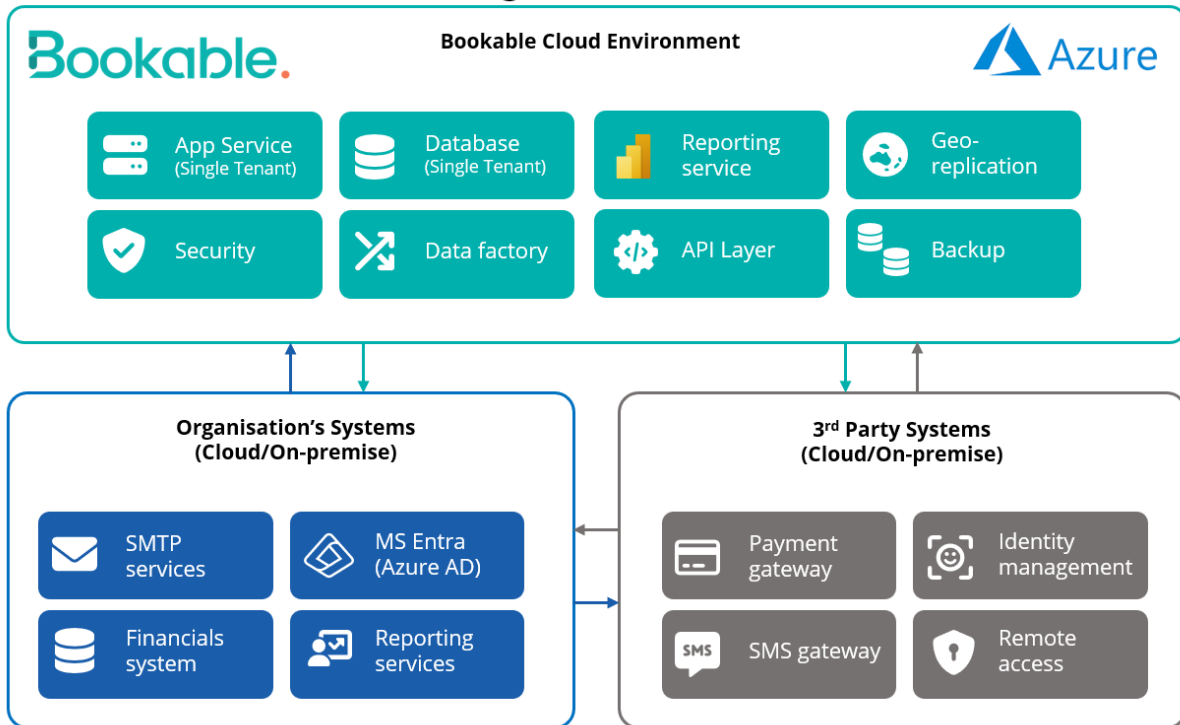 Bookable.
Bookable Cloud Environment
Azure
App Service
(Single Tenant)
Database
(Single Tenant)
Reporting
service
Geo-
replication
Security
Data factory
API Layer
Backup
Organisation’s Systems
(Cloud/On-premise)
SMTP
services
MS Entra
(Azure AD)
Financials
system
Reporting
services
3rd Party Systems
(Cloud/On-premise)
Payment
gateway
Identity
management
SMS
SMS gateway
Remote
access